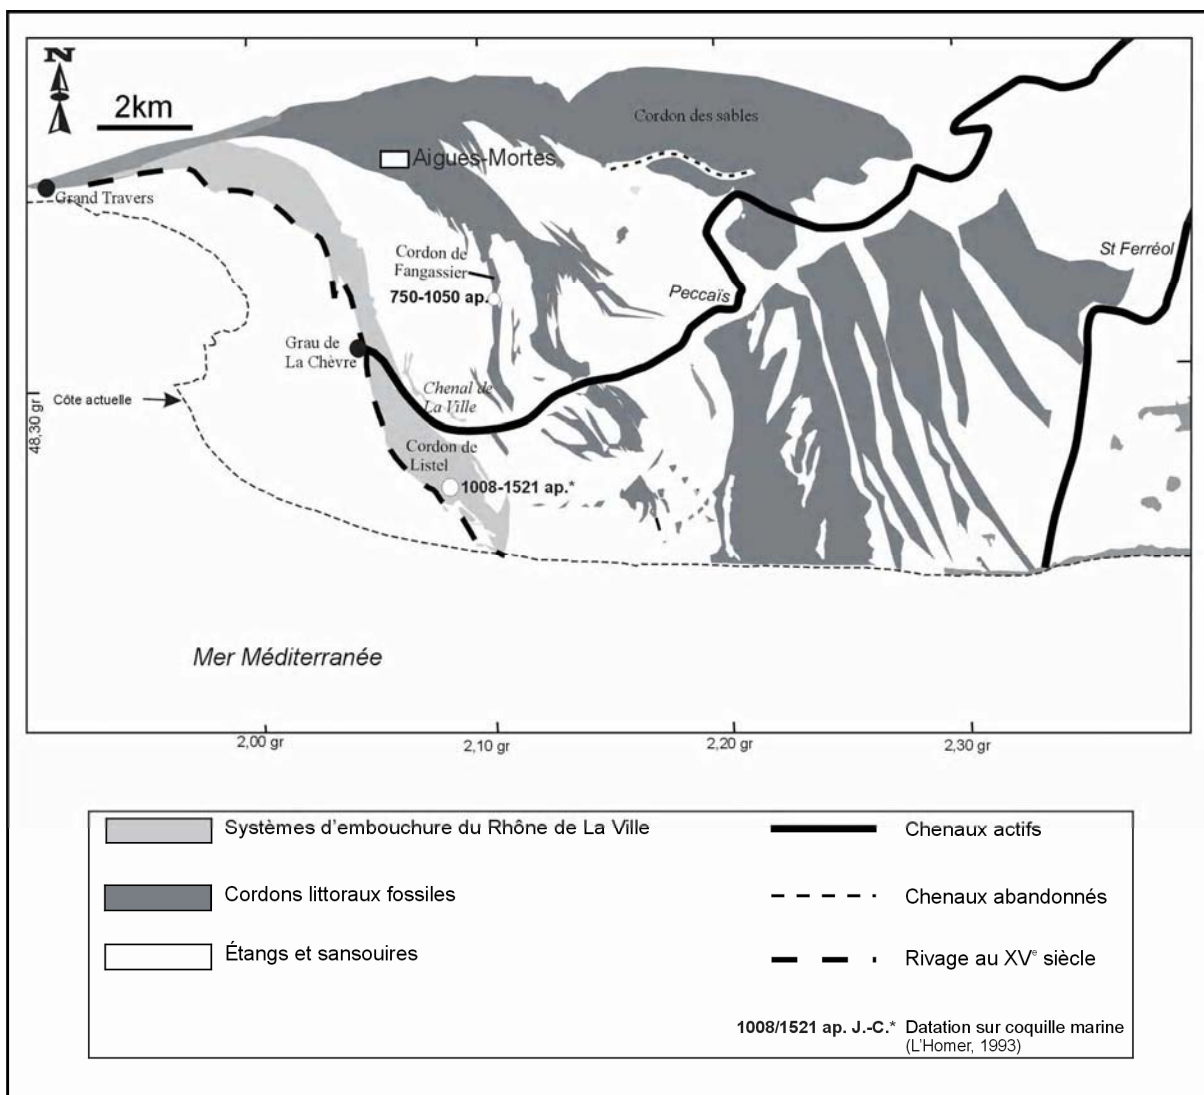 N
2km
Cordon des sables
Aigues-Mortes
Grand Travers
Cordon de
Fangassier
750-1050 ap.
St Ferréol
Peccaïs
Grau de
La Chèvre
Chenal de
La Ville
Côte actuelle
48,30 gr
Cordon de
Listel
1008-1521 ap.*
Mer Méditerranée
2,00 gr
2,10 gr
2,20 gr
2,30 gr
Systèmes d'embouchure du Rhône de La Ville
Chenaux actifs
Cordons littoraux fossiles
Chenaux abandonnés
Étangs et sansouires
Rivage au XVe siècle
1008/1521 ap. J.-C.* Datation sur coquille marine
(L'Homer, 1993)